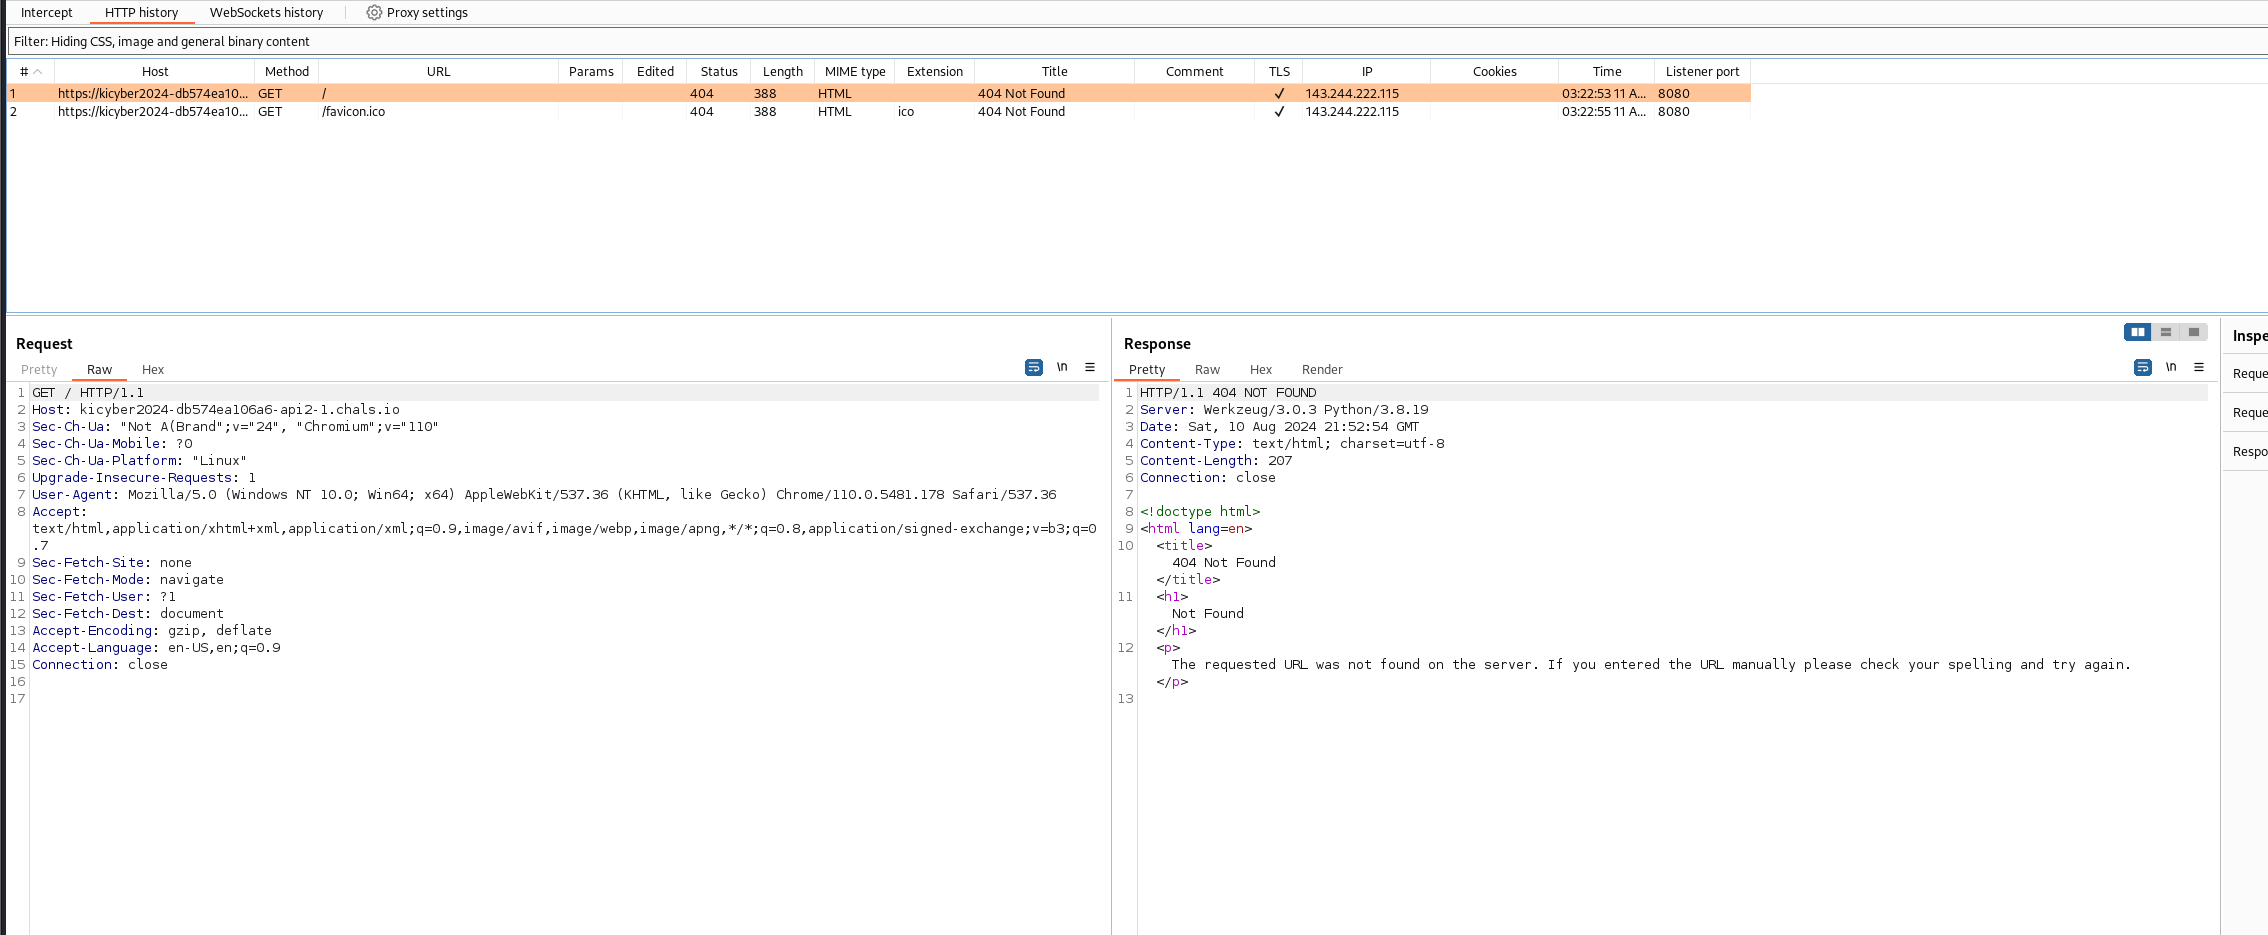 Intercept HTTP history WebSockets history Proxy settings
Filter: Hiding CSS, image and general binary content
# Host Method URL Params Edited Status Length MIME type Extension Title Comment TLS IP Cookies Time Listener port
1 https://kicyber2024-db574ea10... GET / 404 388 HTML 404 Not Found ✓ 143.244.222.115 03:22:53 11 A... 8080
2 https://kicyber2024-db574ea10... GET /favicon.ico 404 388 HTML ico 404 Not Found ✓ 143.244.222.115 03:22:55 11 A... 8080
Request
Pretty Raw Hex \n
1 GET / HTTP/1.1
2 Host: kicyber2024-db574ea106a6-api2-1.chals.io
3 Sec-Ch-Ua: "Not A(Brand";v="24", "Chromium";v="110"
4 Sec-Ch-Ua-Mobile: ?0
5 Sec-Ch-Ua-Platform: "Linux"
6 Upgrade-Insecure-Requests: 1
7 User-Agent: Mozilla/5.0 (Windows NT 10.0; Win64; x64) AppleWebKit/537.36 (KHTML, like Gecko) Chrome/110.0.5481.178 Safari/537.36
8 Accept:
text/html,application/xhtml+xml,application/xml;q=0.9,image/avif,image/webp,image/apng,*/*;q=0.8,application/signed-exchange;v=b3;q=0
.7
9 Sec-Fetch-Site: none
10 Sec-Fetch-Mode: navigate
11 Sec-Fetch-User: ?1
12 Sec-Fetch-Dest: document
13 Accept-Encoding: gzip, deflate
14 Accept-Language: en-US,en;q=0.9
15 Connection: close
16
17
Response
Pretty Raw Hex Render \n
1 HTTP/1.1 404 NOT FOUND
2 Server: Werkzeug/3.0.3 Python/3.8.19
3 Date: Sat, 10 Aug 2024 21:52:54 GMT
4 Content-Type: text/html; charset=utf-8
5 Content-Length: 207
6 Connection: close
7
8 <!doctype html>
9 <html lang=en>
10 <title>
404 Not Found
</title>
11 <h1>
Not Found
</h1>
12 <p>
The requested URL was not found on the server. If you entered the URL manually please check your spelling and try again.
</p>
13
Inspe
Reque
Reque
Respo